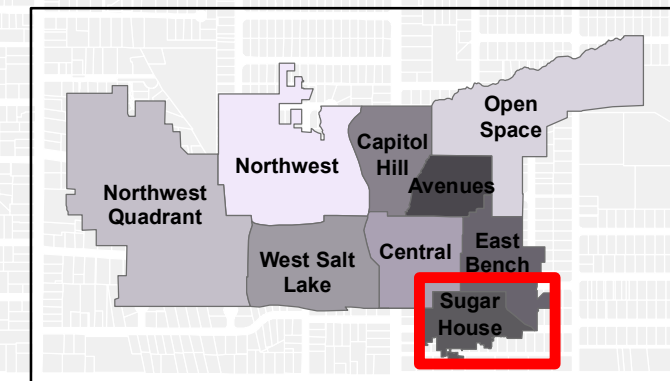 Open
Space
Capitol
Hill
Northwest
Avenues
Northwest
Quadrant
East
Bench
Central
West Salt
Lake
Sugar
House